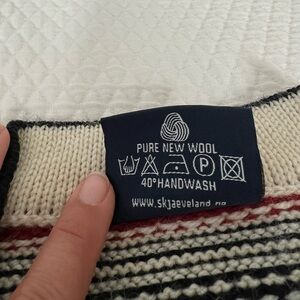 PURE NEW WOOL
P
40° HANDWASH
www.skjaeveland.no